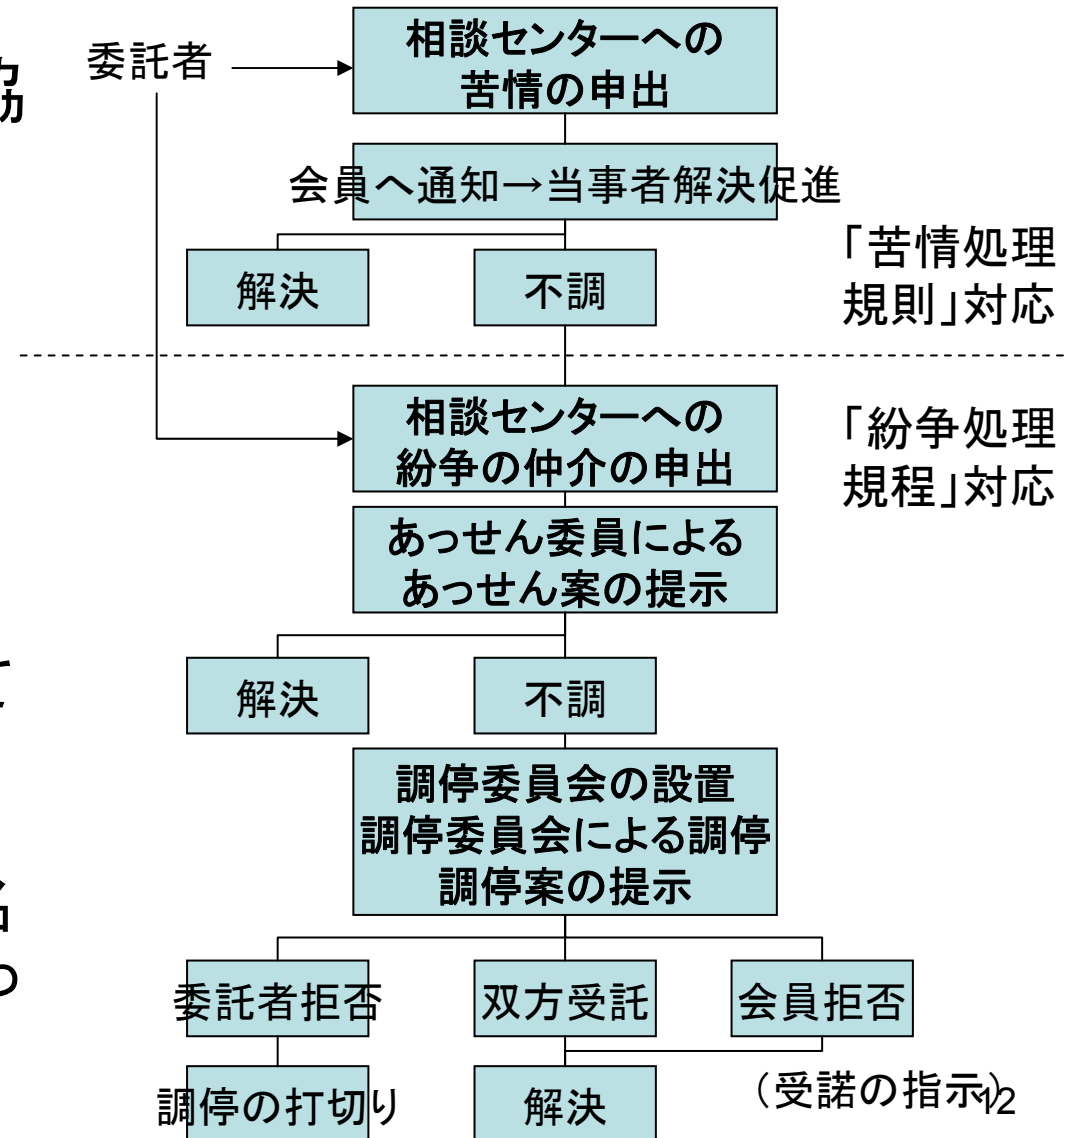 委託者
相談センターへの
苦情の申出
会員へ通知→当事者解決促進
解決
不調
「苦情処理
規則」対応
相談センターへの
紛争の仲介の申出
「紛争処理
規程」対応
あっせん委員による
あっせん案の提示
解決
不調
調停委員会の設置
調停委員会による調停
調停案の提示
委託者拒否
双方受託
会員拒否
調停の打切り
解決
（受諾の指示）
12